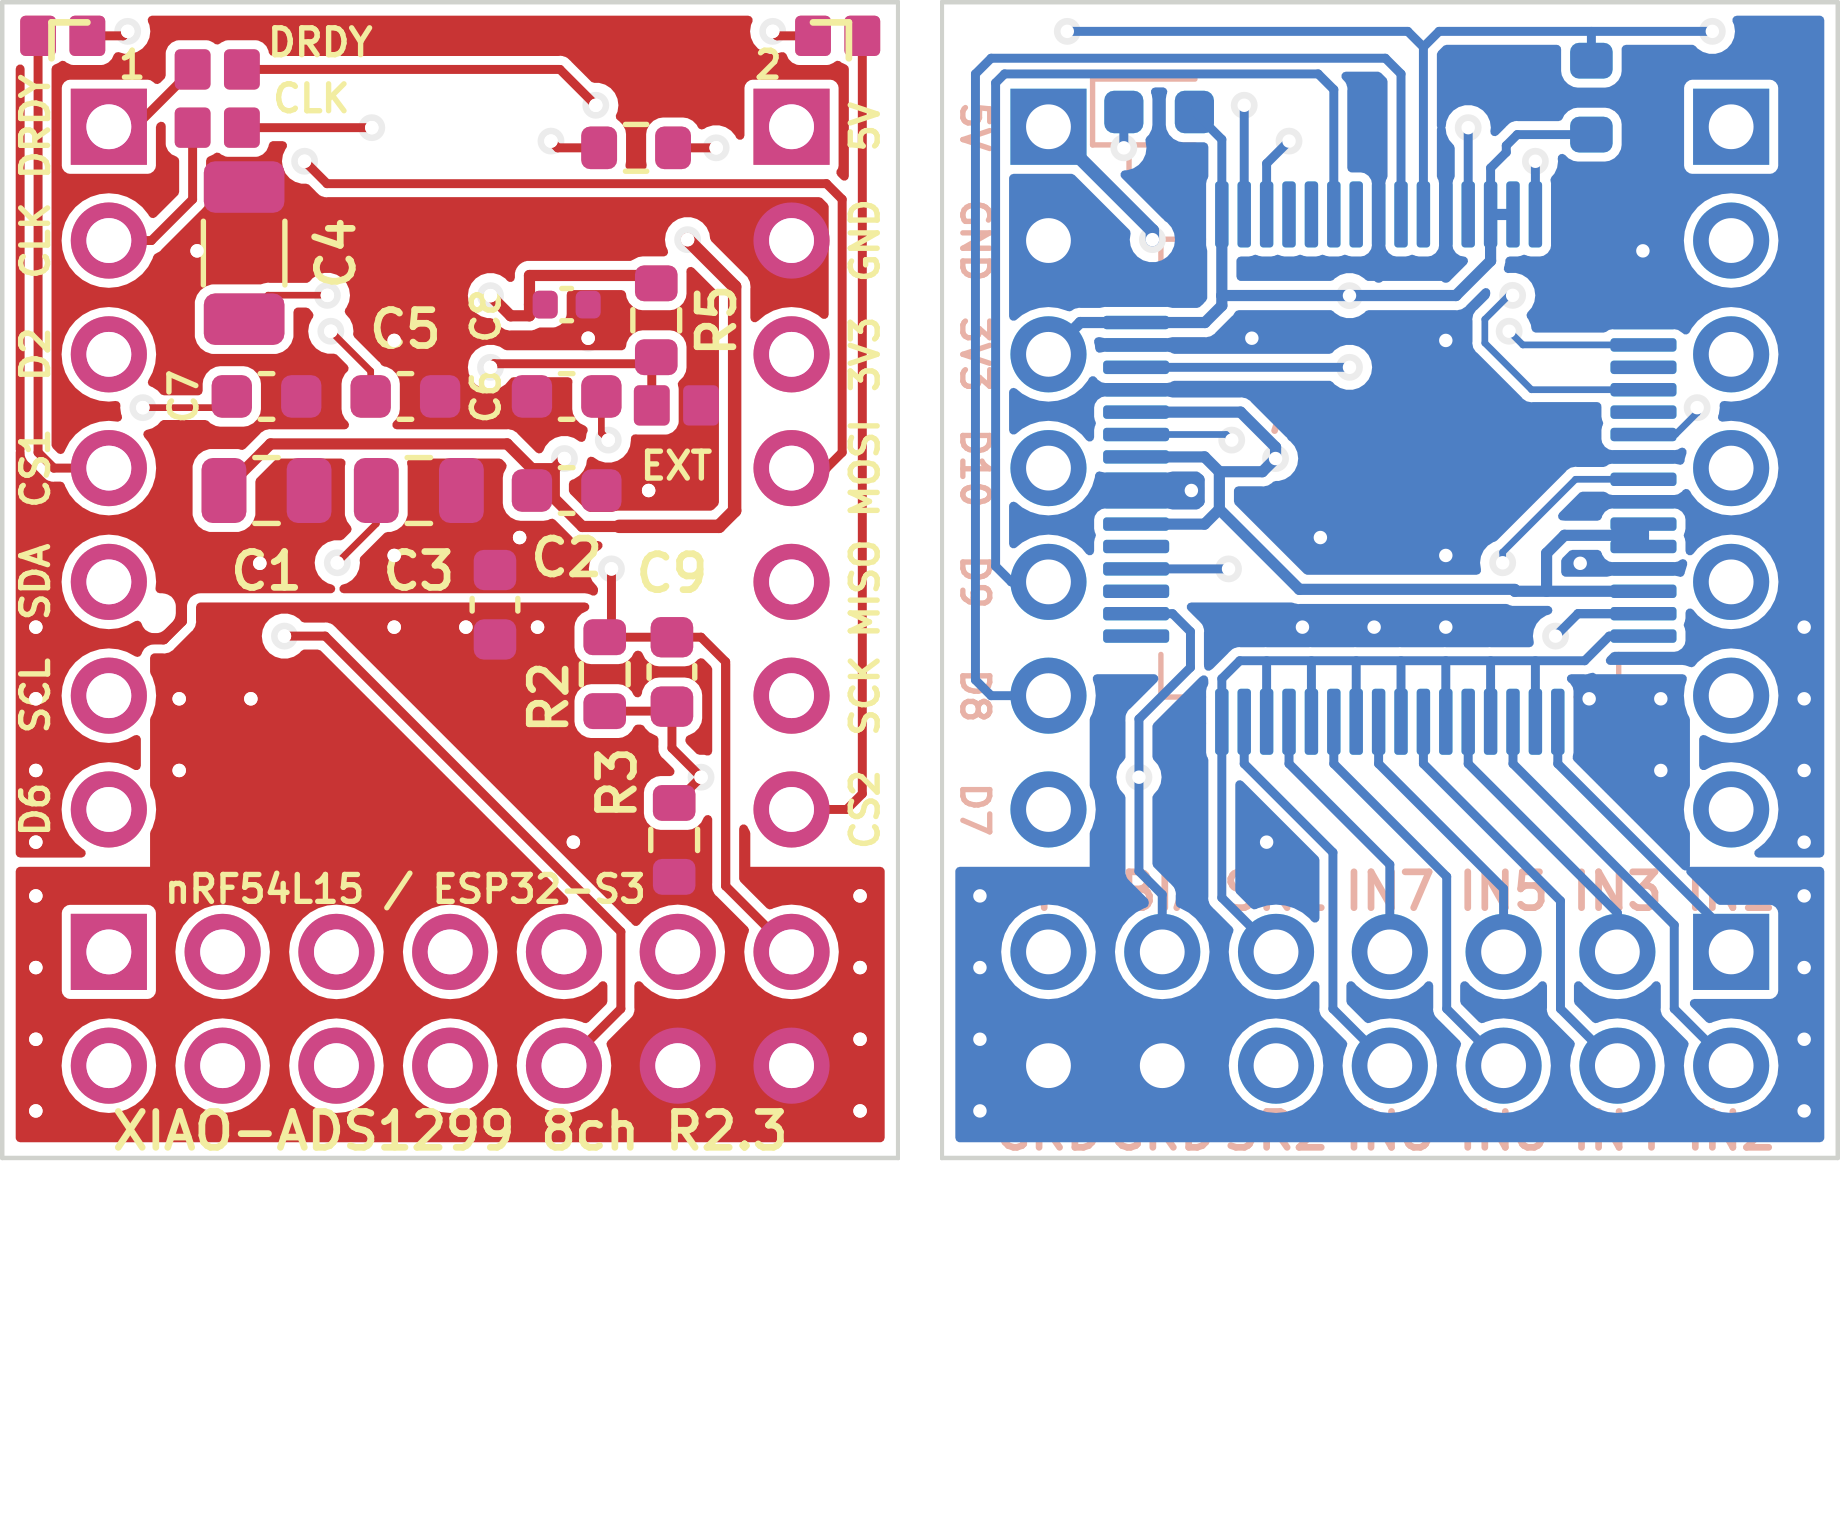 DRDY
1
2
CLK
DRDY
5V
5V
CLK
C4
GND
GND
D2
C7
C5
C8
C6
R5
3V3
3V3
CS1
EXT
MOSI
D10
SDA
C1
C3
C2
C9
MISO
D9
SCL
R2
SCK
D8
D6
R3
CS2
D7
nRF54L15 / ESP32-S3
IN7
IN5
IN3
XIAO-ADS1299 8ch R2.3